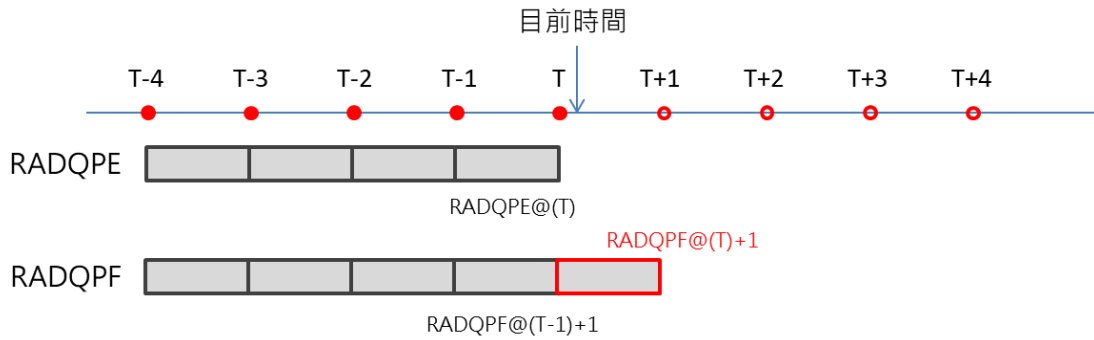 目前時間
T-4 T-3 T-2 T-1 T T+1 T+2 T+3 T+4
RADQPE
RADQPE@(T)
RADQPF@(T)+1
RADQPF
RADQPF@(T-1)+1